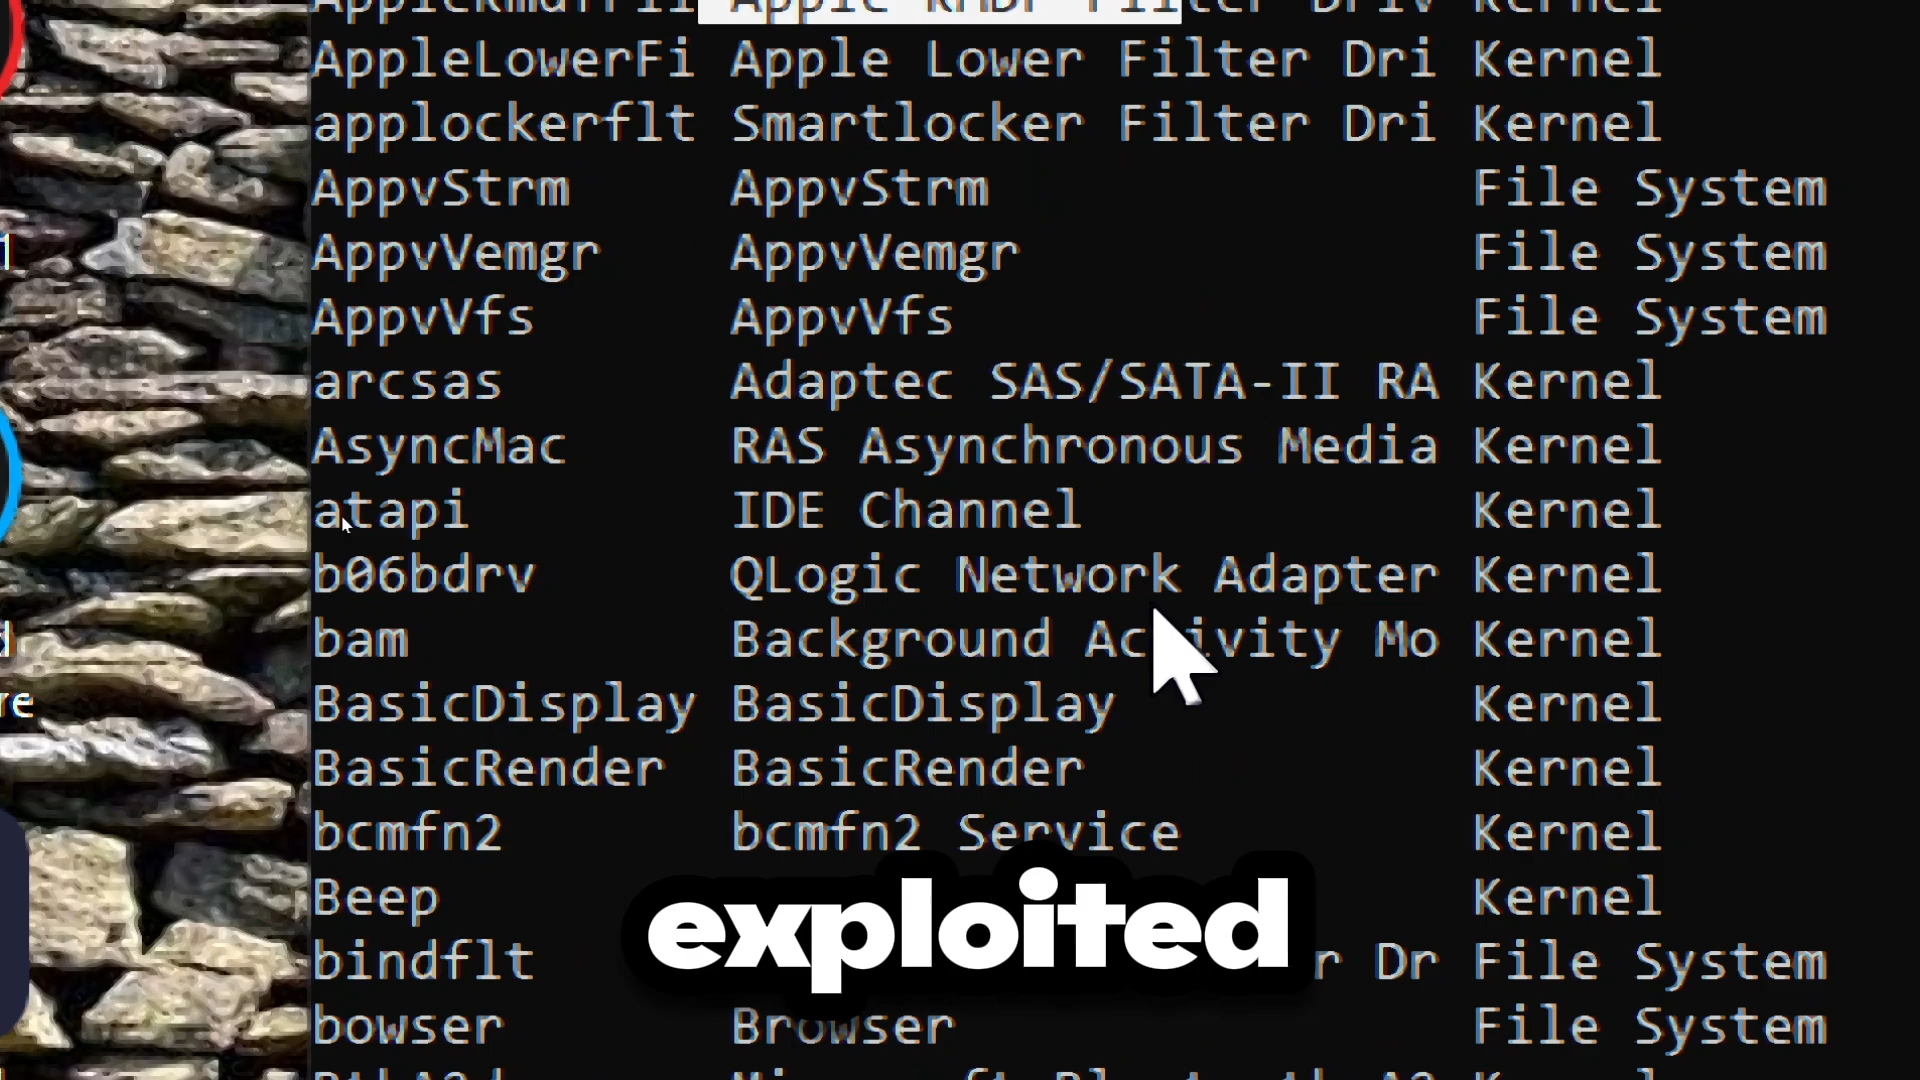 AppleLowerFi Apple Lower Filter Dri Kernel
applockerflt Smartlocker Filter Dri Kernel
AppvStrm AppvStrm File System
AppvVemgr AppvVemgr File System
AppvVfs AppvVfs File System
arcsas Adaptec SAS/SATA-II RA Kernel
AsyncMac RAS Asynchronous Media Kernel
atapi IDE Channel Kernel
b06bdrv QLogic Network Adapter Kernel
bam Background Activity Mo Kernel
BasicDisplay BasicDisplay Kernel
re
BasicRender BasicRender Kernel
bcmfn2 bcmfn2 Service Kernel
Beep Kernel
exploited
bindflt r Dr File System
bowser Browser File System